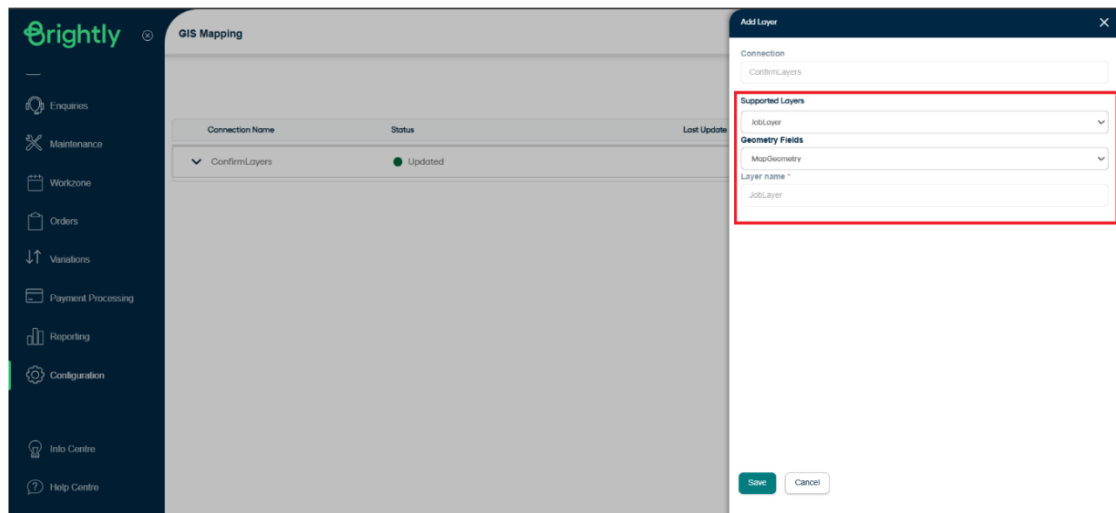 Brightly
GIS Mapping
Enquiries
Maintenance
Workzone
Orders
Variations
Payment Processing
Reporting
Configuration
Info Centre
Help Centre
Connection Name Status Last Update
ConfirmLayers Updated
Add Layer
Connection
ConfirmLayers
Supported Layers
JobLayer
Geometry Fields
MapGeometry
Layer name *
JobLayer
Save Cancel